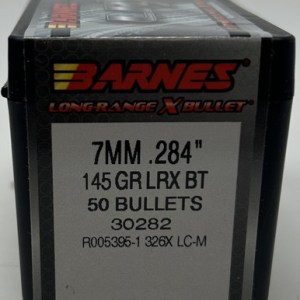 BARNES
LONG RANGE X BULLET
7MM .284"
145 GR LRX BT
50 BULLETS
30282
R005395-1 326X LC-M